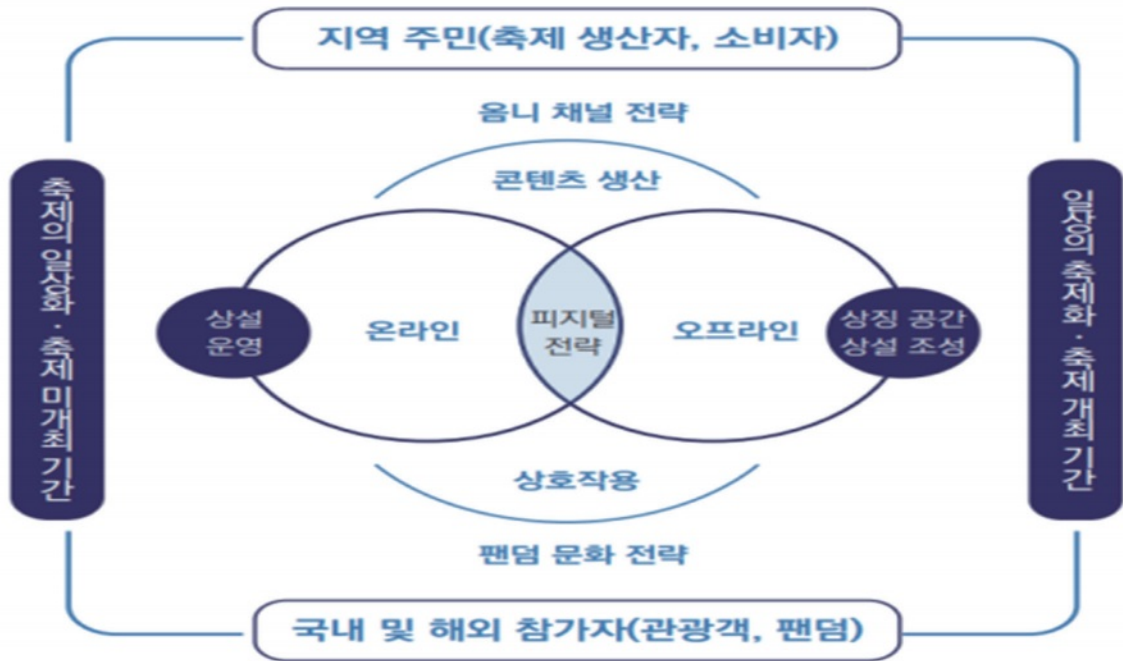 지역 주민(축제 생산자, 소비자)
옴니 채널 전략
콘텐츠 생산
축제의 일상화·축제 미개최 기간
상설
운영
온라인
피지털
전략
오프라인
상징 공간
상설 조성
일상의 축제화·축제 개최 기간
상호작용
팬덤 문화 전략
국내 및 해외 참가자(관광객, 팬덤)